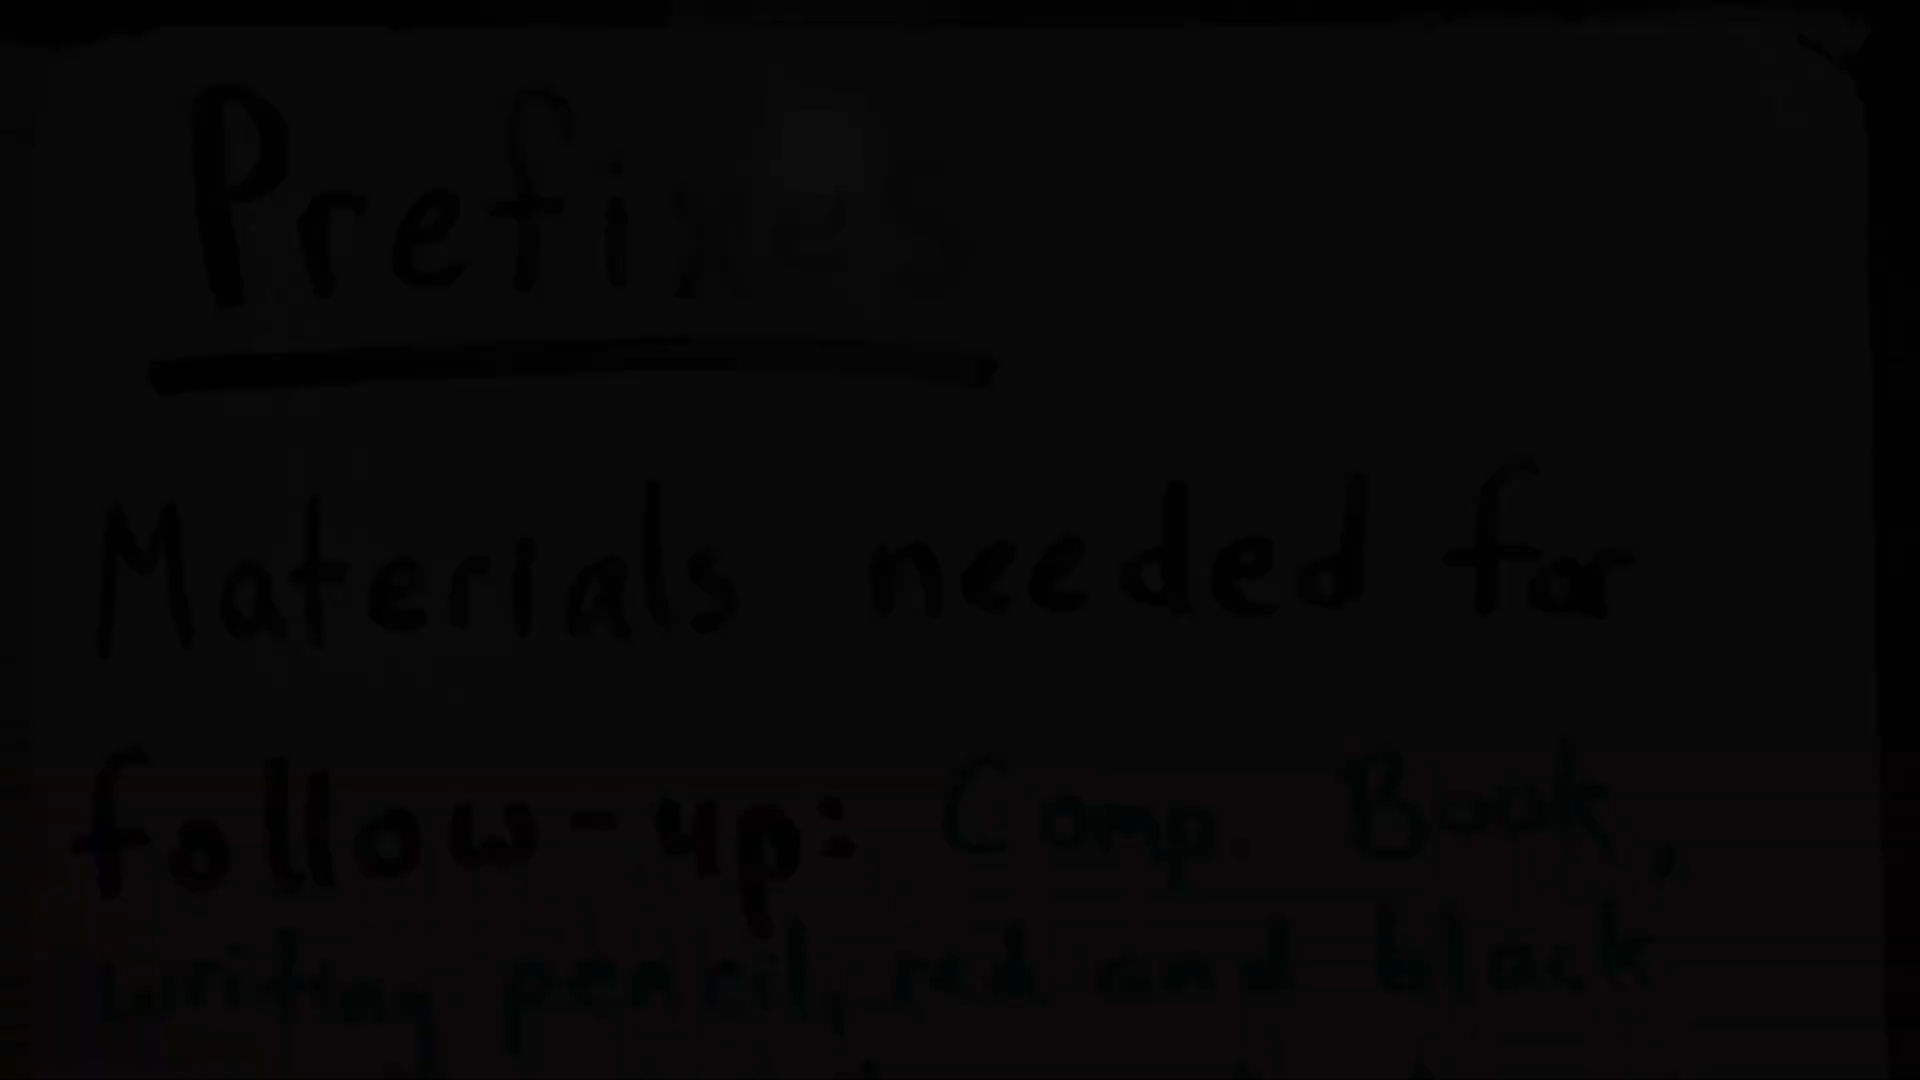 Prefixes
Materials needed for
follow-up: Comp. Book,
writing pencil, red and black